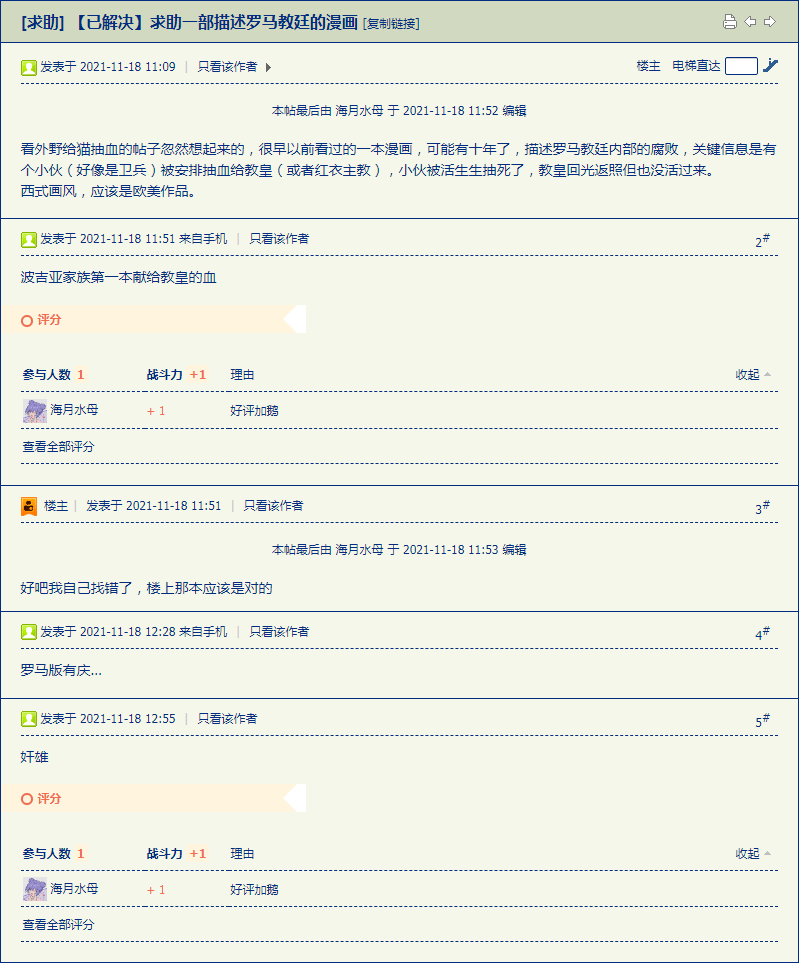 [求助] 【已解决】求助一部描述罗马教廷的漫画 [复制链接]
发表于 2021-11-18 11:09 | 只看该作者 楼主 电梯直达
本帖最后由 海月水母 于 2021-11-18 11:52 编辑
看外野给猫抽血的帖子忽然想起来的，很早以前看过的一本漫画，可能有十年了，描述罗马教廷内部的腐败，关键信息是有
个小伙（好像是卫兵）被安排抽血给教皇（或者红衣主教），小伙被活生生抽死了，教皇回光返照但也没活过来。
西式画风，应该是欧美作品。
发表于 2021-11-18 11:51 来自手机 | 只看该作者 2#
波吉亚家族第一本献给教皇的血
评分
参与人数 1 战斗力 +1 理由 收起
海月水母 + 1 好评加鹅
查看全部评分
楼主 | 发表于 2021-11-18 11:51 | 只看该作者 3#
本帖最后由 海月水母 于 2021-11-18 11:53 编辑
好吧我自己找错了，楼上那本应该是对的
发表于 2021-11-18 12:28 来自手机 | 只看该作者 4#
罗马版有庆...
发表于 2021-11-18 12:55 | 只看该作者 5#
奸雄
评分
参与人数 1 战斗力 +1 理由 收起
海月水母 + 1 好评加鹅
查看全部评分